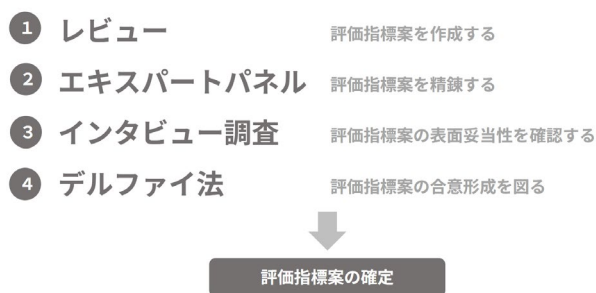 1 レビュー 評価指標案を作成する
2 エキスパートパネル 評価指標案を精錬する
3 インタビュー調査 評価指標案の表面妥当性を確認する
4 デルファイ法 評価指標案の合意形成を図る
評価指標案の確定